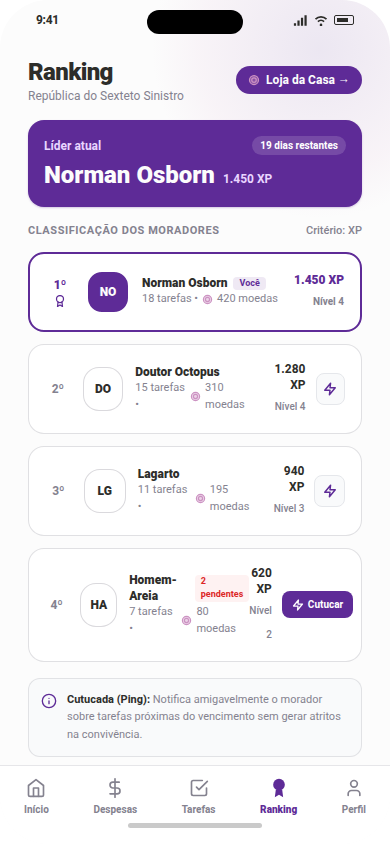 9:41
Ranking
República do Sexteto Sinistro
Loja da Casa →
Líder atual
19 dias restantes
Norman Osborn 1.450 XP
CLASSIFICAÇÃO DOS MORADORES
Critério: XP
1º
NO
Norman Osborn Você
18 tarefas • 420 moedas
1.450 XP
Nível 4
2º
DO
Doutor Octopus
15 tarefas
•
310
moedas
1.280
XP
Nível 4
3º
LG
Lagarto
11 tarefas
•
195
moedas
940
XP
Nível 3
4º
HA
Homem-
Areia
2
pendentes
7 tarefas
•
80
moedas
620
XP
Nível
2
Cutucar
Cutucada (Ping): Notifica amigavelmente o morador
sobre tarefas próximas do vencimento sem gerar atritos
na convivência.
Início
Despesas
Tarefas
Ranking
Perfil